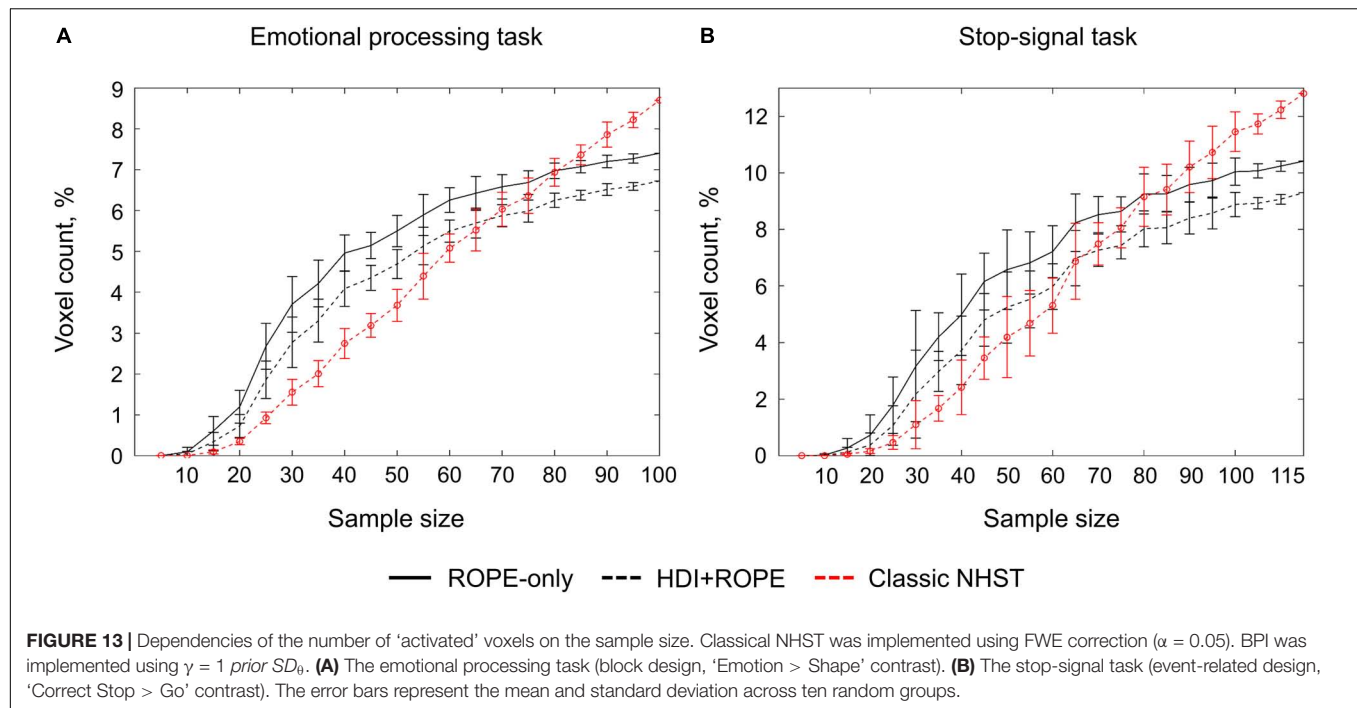 A Emotional processing task
B Stop-signal task
Voxel count, %
9
8
7
6
5
4
3
2
1
0
10 20 30 40 50 60 70 80 90 100
Sample size
Voxel count, %
12
10
8
6
4
2
0
10 20 30 40 50 60 70 80 90 100 115
Sample size
ROPE-only HDI+ROPE Classic NHST
FIGURE 13 | Dependencies of the number of ‘activated’ voxels on the sample size. Classical NHST was implemented using FWE correction (α = 0.05). BPI was
implemented using γ = 1 prior SDθ. (A) The emotional processing task (block design, ‘Emotion > Shape’ contrast). (B) The stop-signal task (event-related design,
‘Correct Stop > Go’ contrast). The error bars represent the mean and standard deviation across ten random groups.